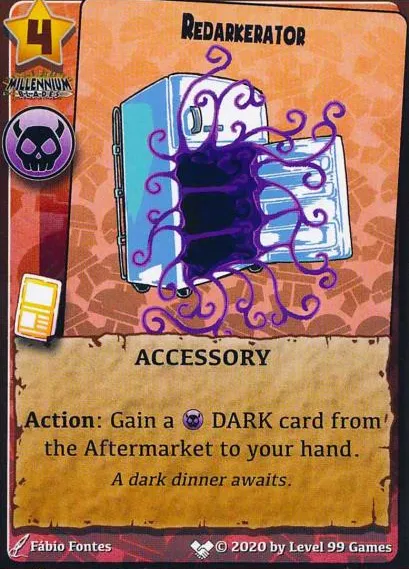 Redarkerator
4
MILLENNIUM
BLADES
ACCESSORY
Action: Gain a DARK card from
the Aftermarket to your hand.
A dark dinner awaits.
Fábio Fontes
© 2020 by Level 99 Games